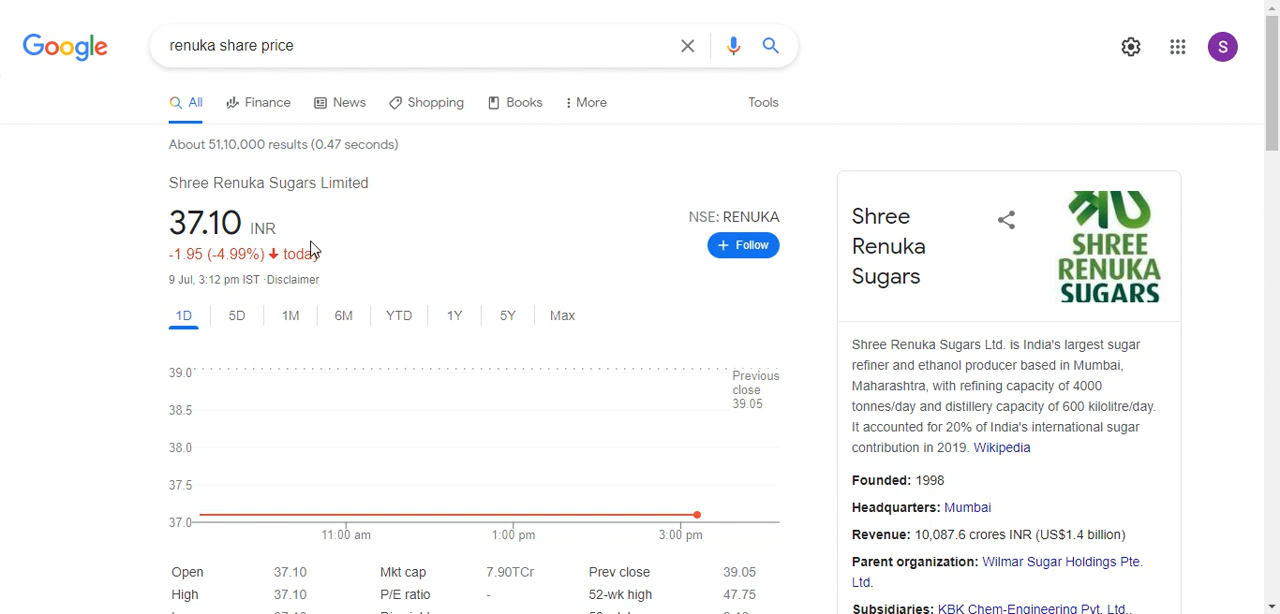 Google
renuka share price
S
All
Finance
News
Shopping
Books
More
Tools
About 51,10,000 results (0.47 seconds)
Shree Renuka Sugars Limited
37.10 INR
NSE: RENUKA
-1.95 (-4.99%) today
+ Follow
9 Jul, 3:12 pm IST · Disclaimer
1D
5D
1M
6M
YTD
1Y
5Y
Max
39.0
38.5
38.0
37.5
37.0
Previous
close
39.05
11:00 am
1:00 pm
3:00 pm
Open 37.10 Mkt cap 7.90TCr Prev close 39.05
High 37.10 P/E ratio - 52-wk high 47.75
Shree
Renuka
Sugars
SHREE
RENUKA
SUGARS
Shree Renuka Sugars Ltd. is India's largest sugar
refiner and ethanol producer based in Mumbai,
Maharashtra, with refining capacity of 4000
tonnes/day and distillery capacity of 600 kilolitre/day.
It accounted for 20% of India's international sugar
contribution in 2019. Wikipedia
Founded: 1998
Headquarters: Mumbai
Revenue: 10,087.6 crores INR (US$1.4 billion)
Parent organization: Wilmar Sugar Holdings Pte.
Ltd.
Subsidiaries: KBK Chem-Engineering Pvt. Ltd.,